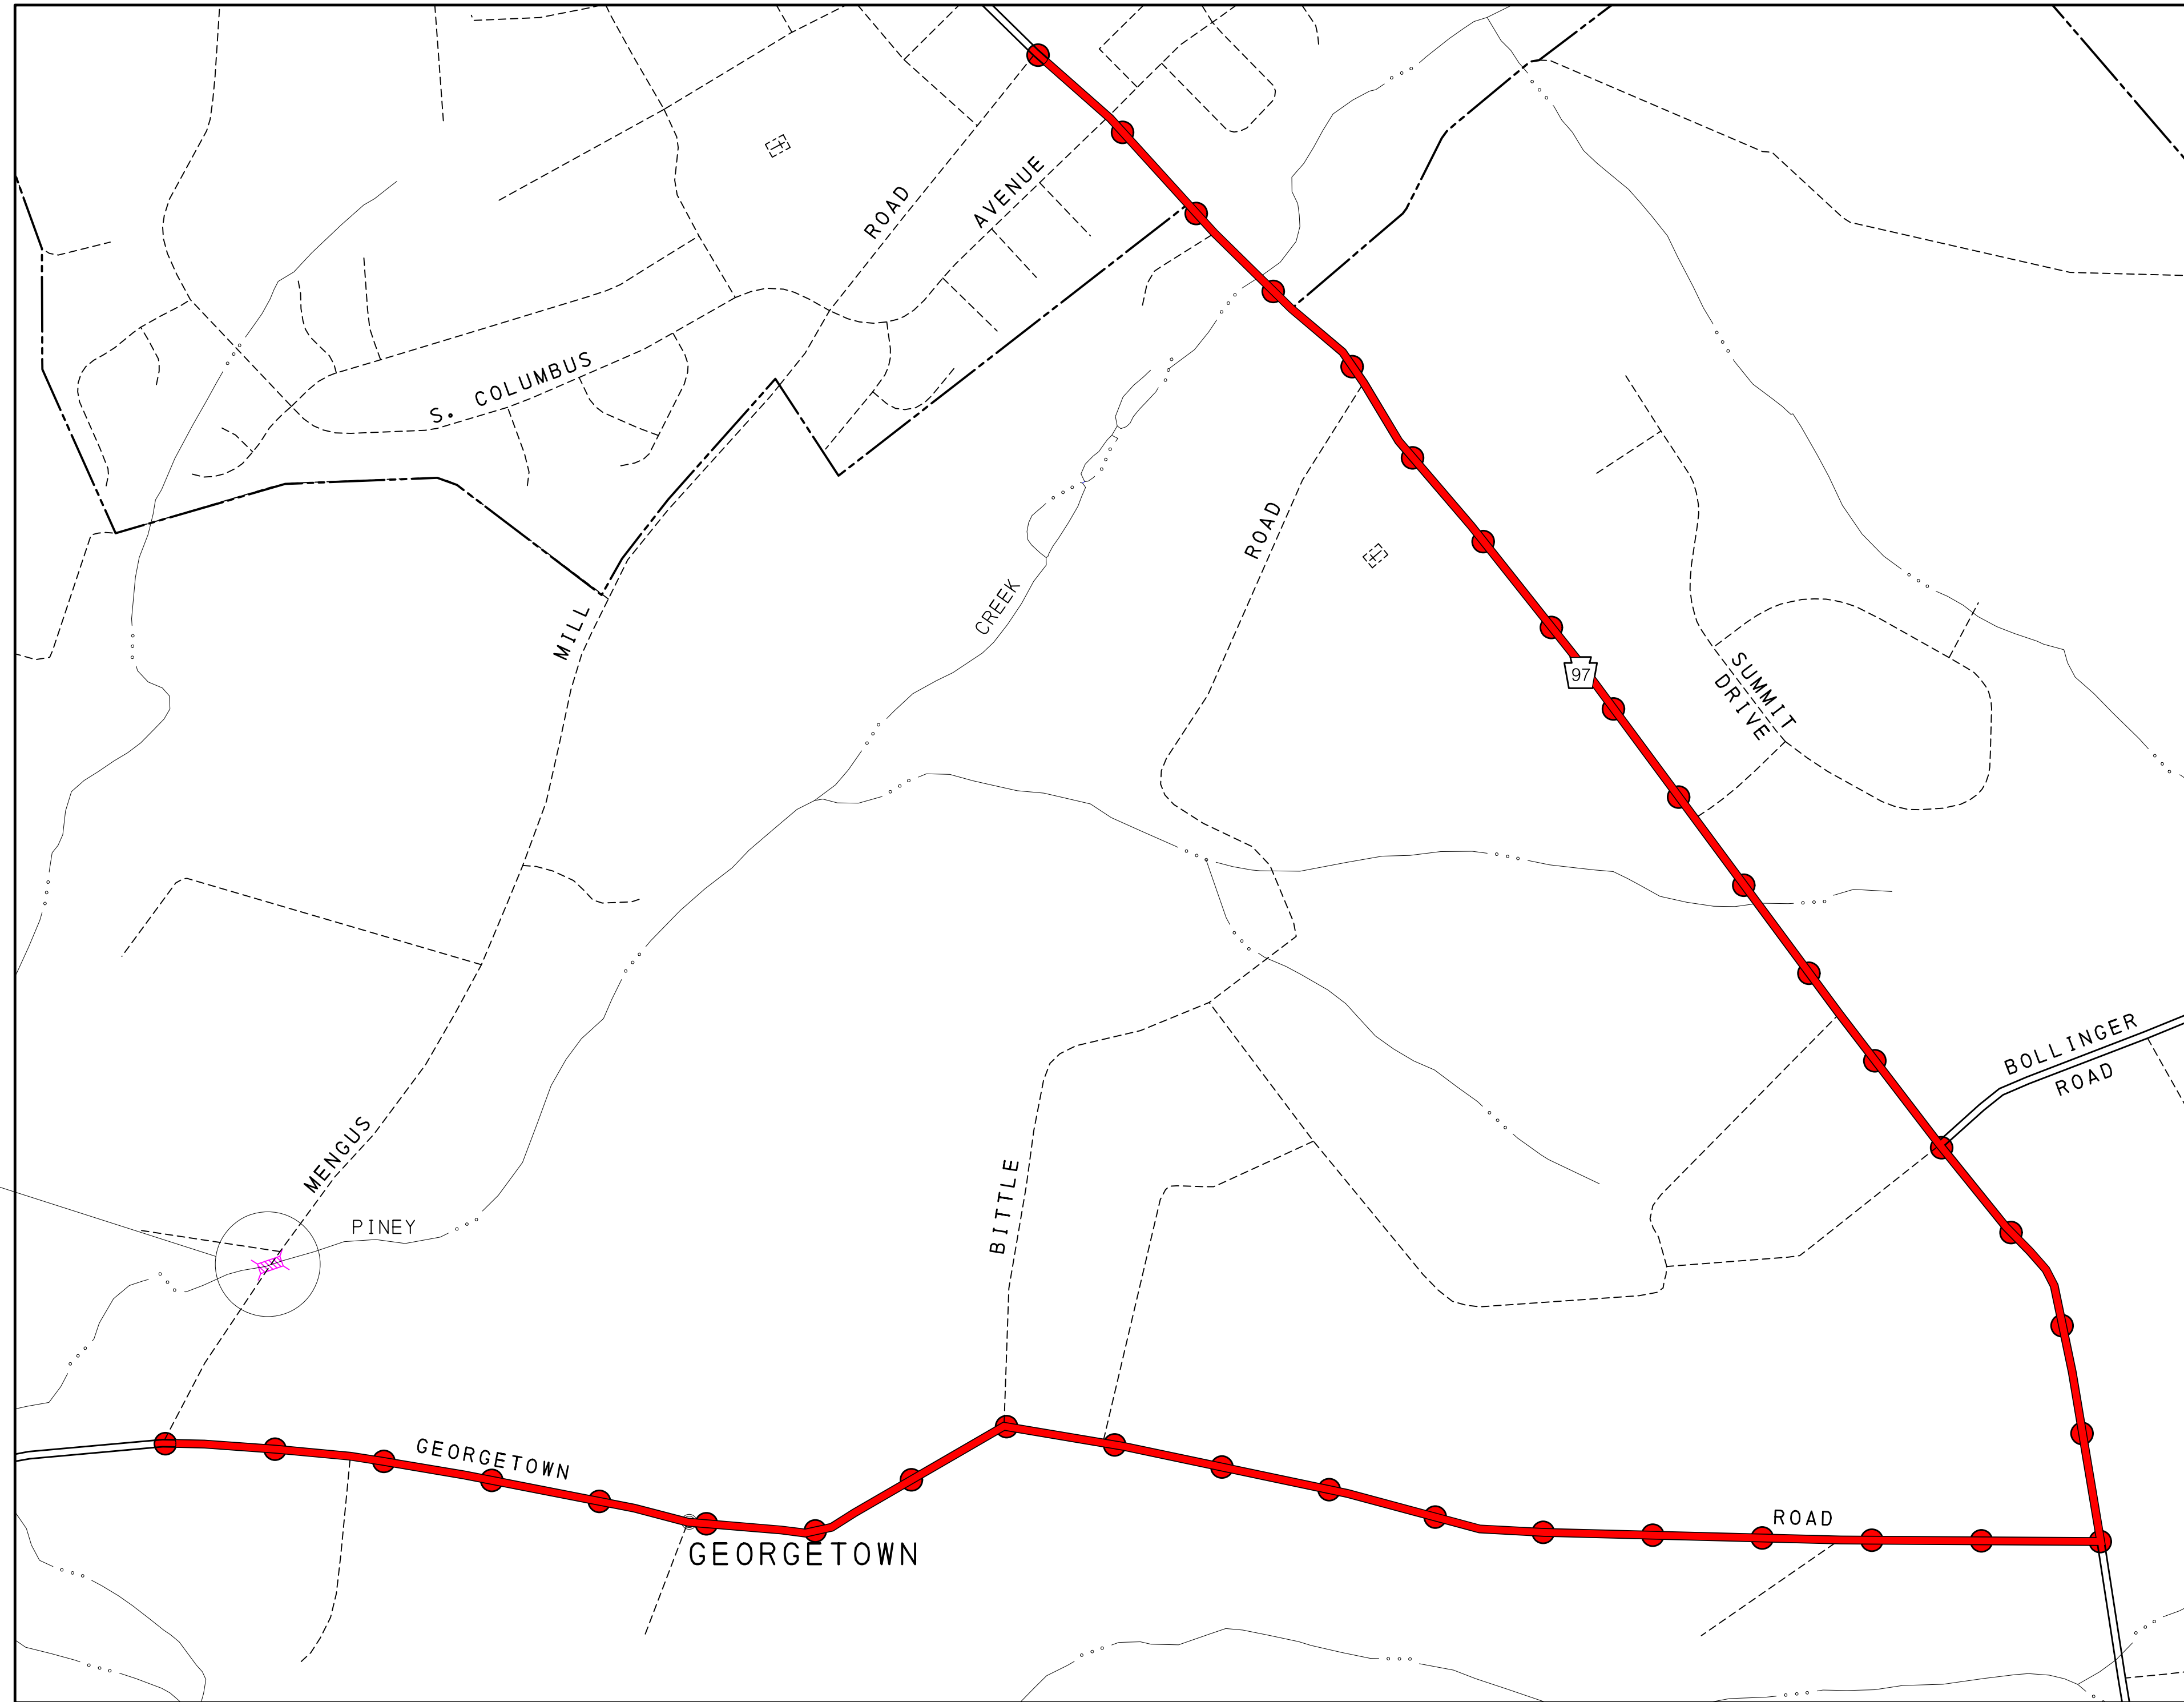 ROAD
AVENUE
S. COLUMBUS
ROAD
CREEK
MILL
97
SUMMIT
DRIVE
BOLLINGER
ROAD
MENGUS
BITTLE
PINEY
GEORGETOWN
ROAD
GEORGETOWN